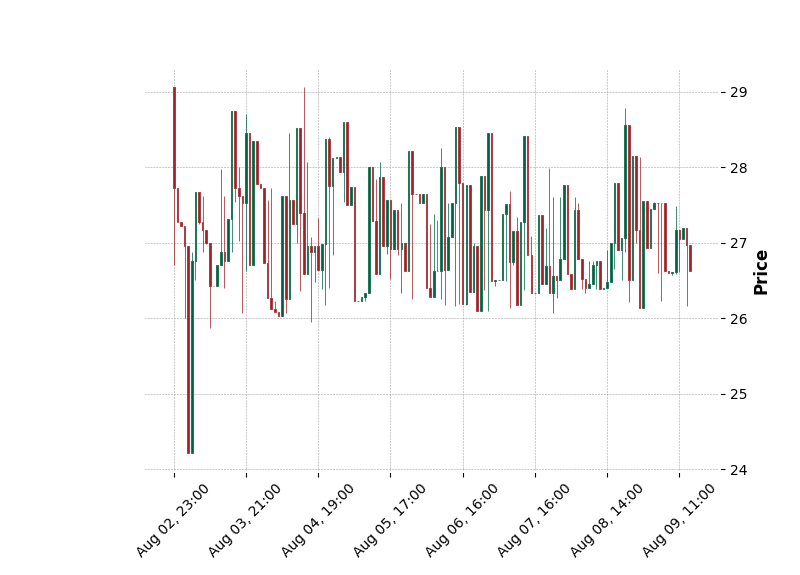 29
28
27
26
25
24
Price
Aug 02, 23:00
Aug 03, 21:00
Aug 04, 19:00
Aug 05, 17:00
Aug 06, 16:00
Aug 07, 16:00
Aug 08, 14:00
Aug 09, 11:00